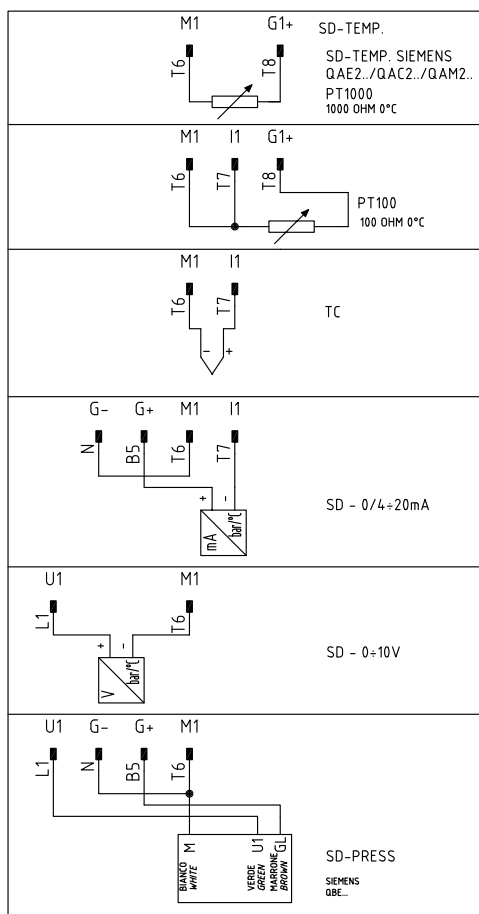 M1 G1+ SD-TEMP.
T6 T8
SD-TEMP. SIEMENS
QAE2../QAC2../QAM2..
PT1000
1000 OHM 0°C
M1 I1 G1+
T6 T7 T8
PT100
100 OHM 0°C
M1 I1
T6 T7
TC
- +
G- G+ M1 I1
N B5 T6 T7
+ -
mA bar/°C
SD - 0/4÷20mA
U1 M1
L1 T6
+ -
V bar/°C
SD - 0÷10V
U1 G- G+ M1
L1 N B5 T6
M U1 GL
BIANCO VERDE MARRONE
WHITE GREEN BROWN
SD-PRESS
SIEMENS
QBE...